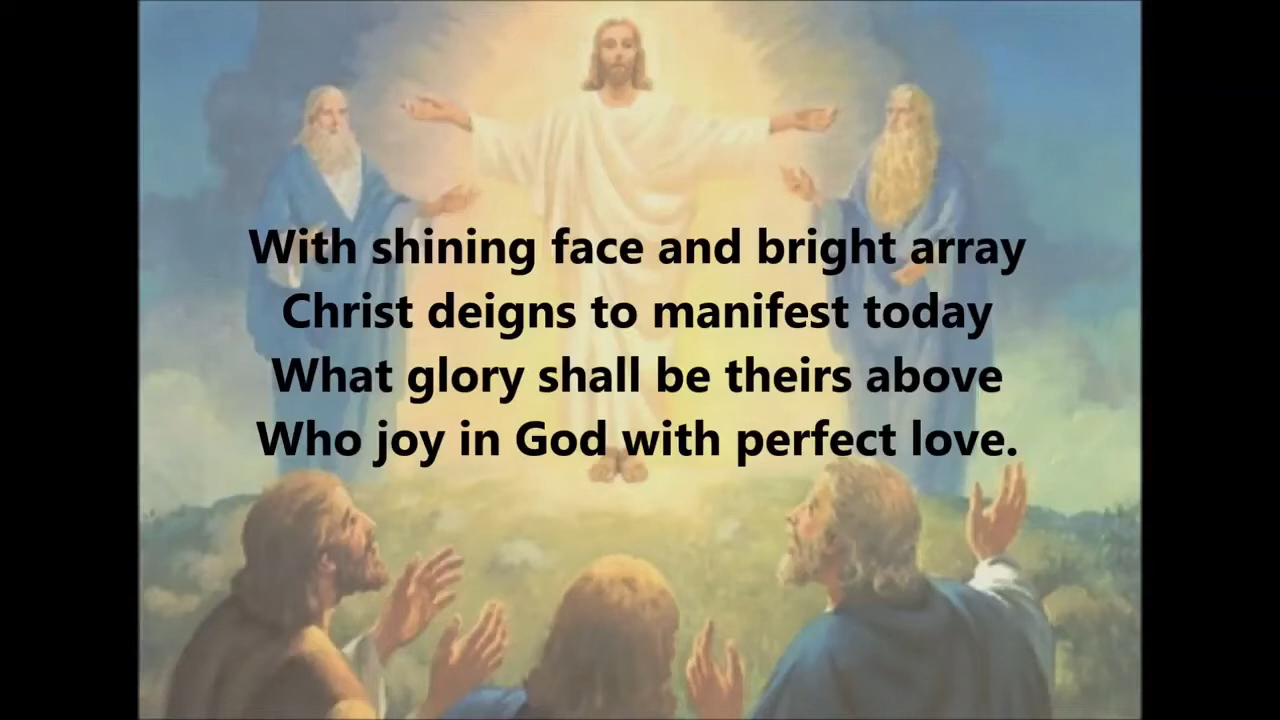 With shining face and bright array
Christ deigns to manifest today
What glory shall be theirs above
Who joy in God with perfect love.